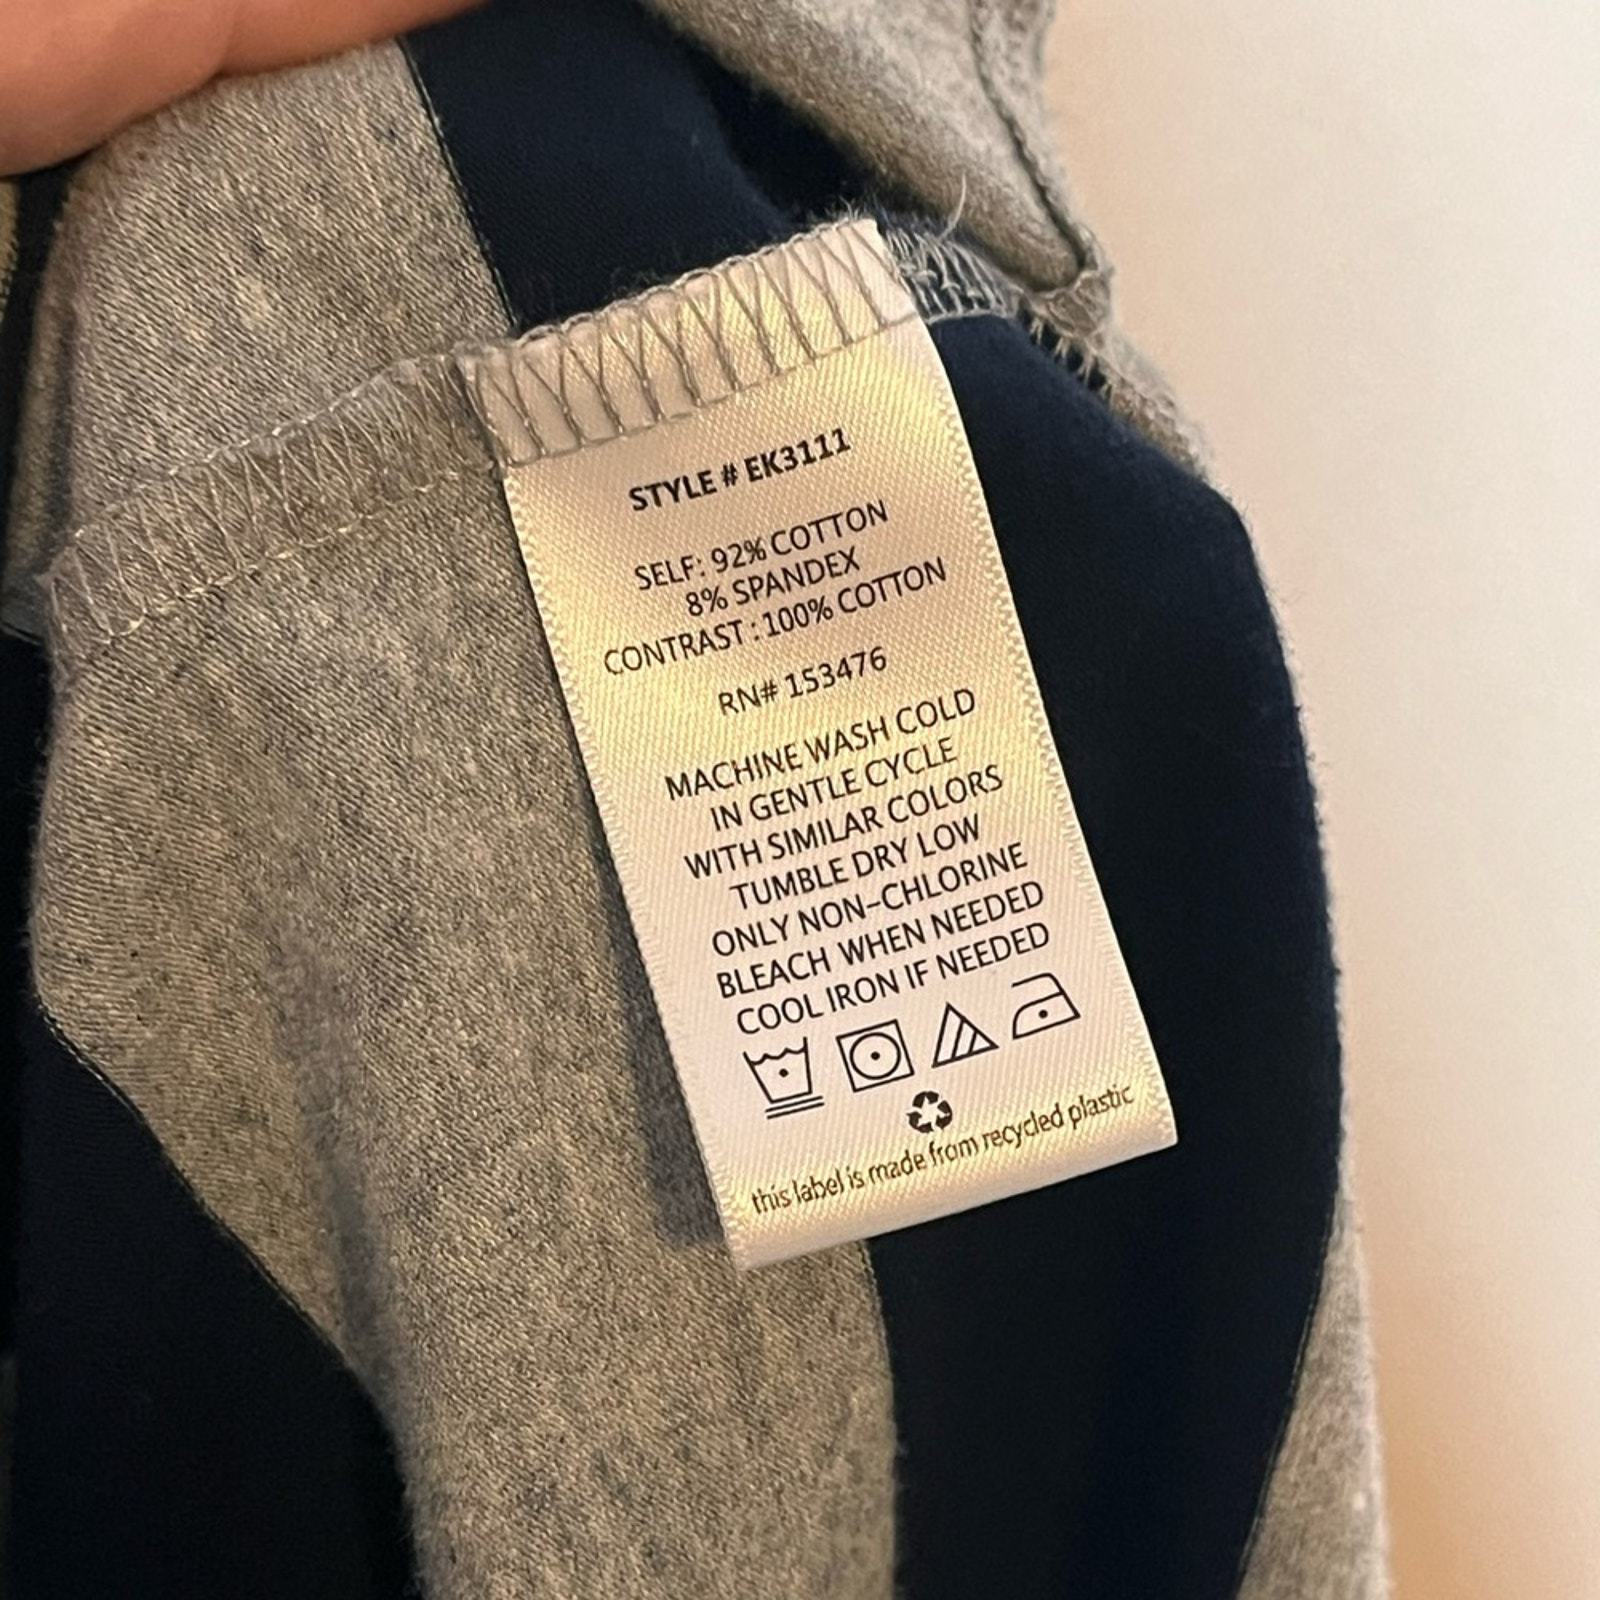 STYLE # EK3111
SELF: 92% COTTON
8% SPANDEX
CONTRAST : 100% COTTON
RN# 153476
MACHINE WASH COLD
IN GENTLE CYCLE
WITH SIMILAR COLORS
TUMBLE DRY LOW
ONLY NON-CHLORINE
BLEACH WHEN NEEDED
COOL IRON IF NEEDED
this label is made from recycled plastic